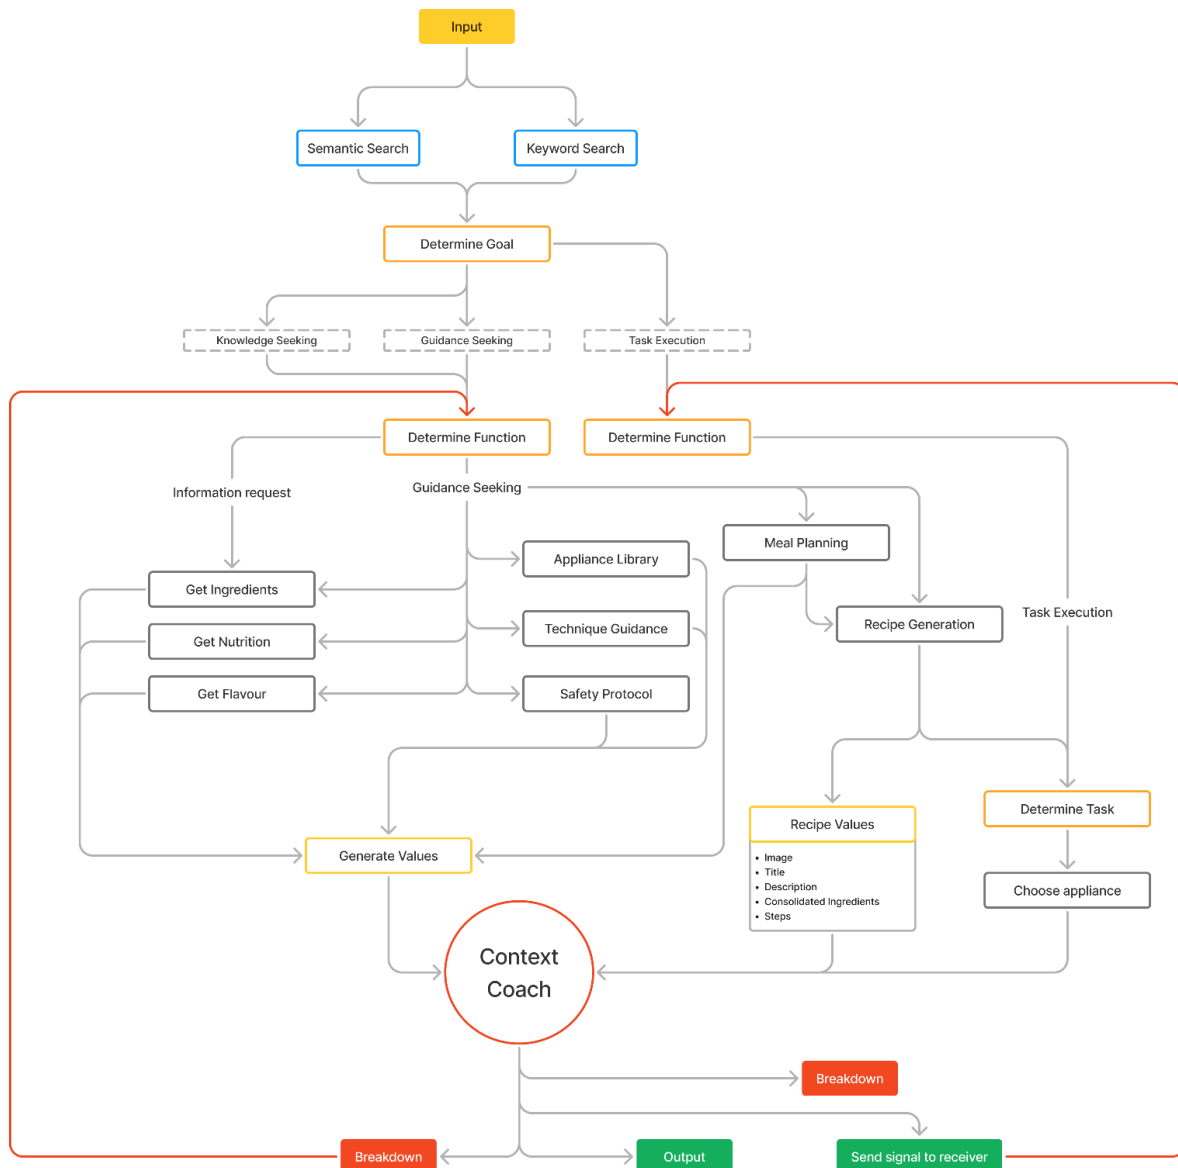 Input
Semantic Search
Keyword Search
Determine Goal
Knowledge Seeking
Guidance Seeking
Task Execution
Determine Function
Determine Function
Information request
Guidance Seeking
Meal Planning
Appliance Library
Get Ingredients
Recipe Generation
Task Execution
Technique Guidance
Get Nutrition
Get Flavour
Safety Protocol
Determine Task
Recipe Values
• Image
• Title
• Description
• Consolidated Ingredients
• Steps
Generate Values
Choose appliance
Context
Coach
Breakdown
Breakdown
Output
Send signal to receiver